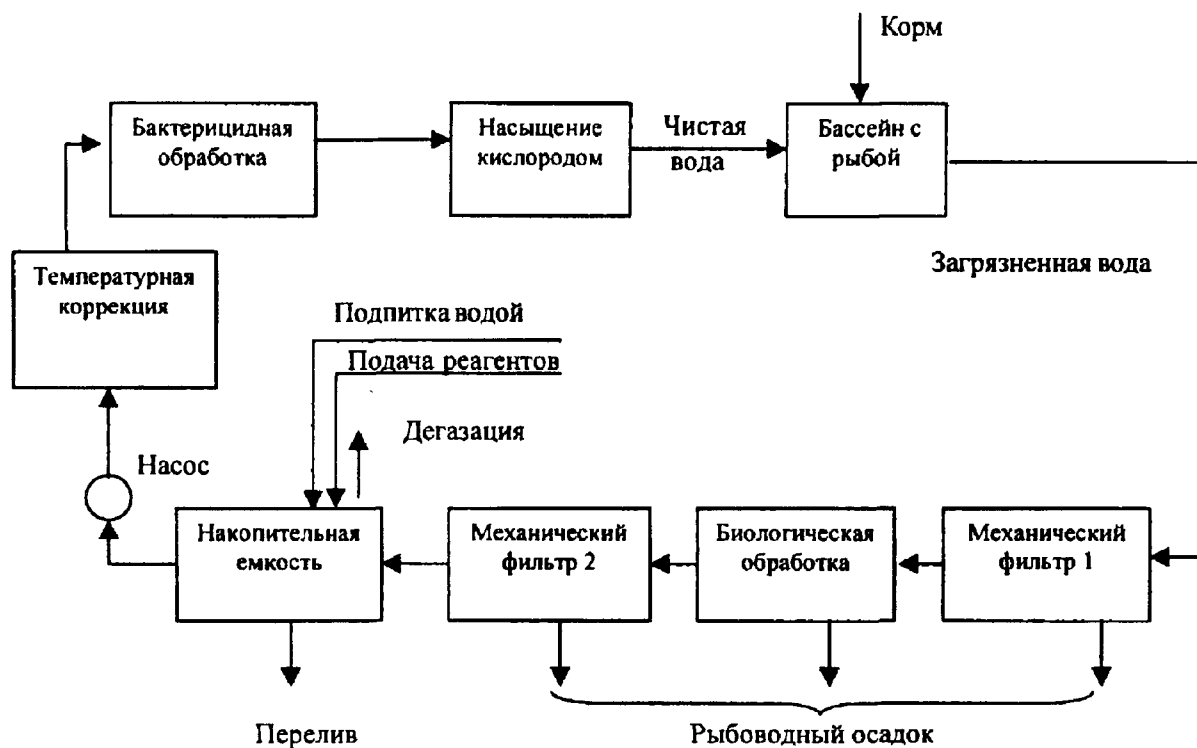 Корм
Бактерицидная
обработка
Насыщение
кислородом
Чистая
вода
Бассейн с
рыбой
Загрязненная вода
Температурная
коррекция
Подпитка водой
Подача реагентов
Дегазация
Насос
Накопительная
емкость
Механический
фильтр 2
Биологическая
обработка
Механический
фильтр 1
Перелив
Рыбоводный осадок